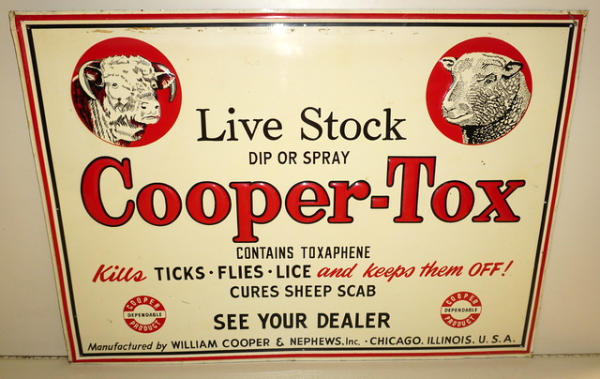 Live Stock
DIP OR SPRAY
Cooper-Tox
CONTAINS TOXAPHENE
Kills TICKS · FLIES · LICE and keeps them OFF!
CURES SHEEP SCAB
COOPER
DEPENDABLE
PRODUCT
SEE YOUR DEALER
COOPER
DEPENDABLE
PRODUCT
Manufactured by WILLIAM COOPER & NEPHEWS, Inc. · CHICAGO, ILLINOIS, U. S. A.